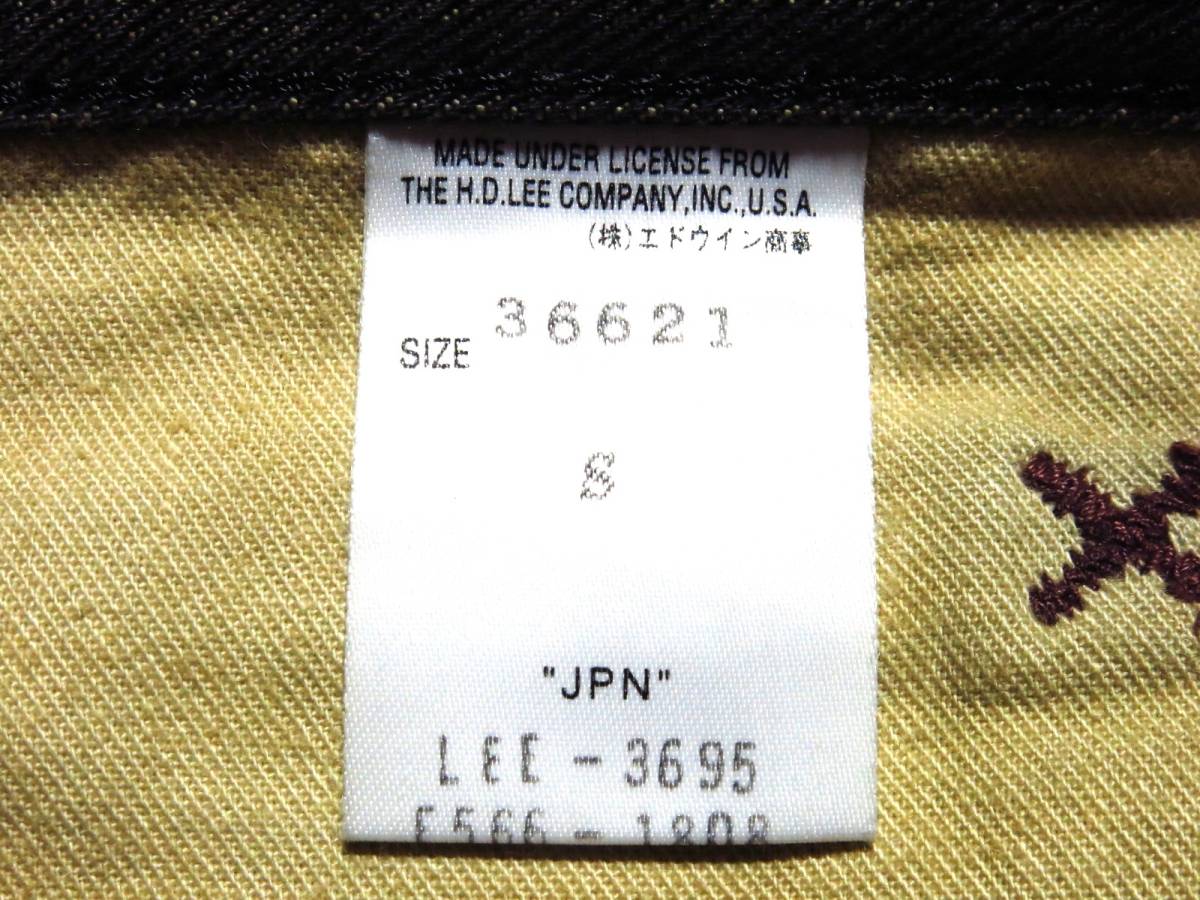 MADE UNDER LICENSE FROM
THE H.D.LEE COMPANY,INC.,U.S.A.
(株)エドウイン商事
36621
SIZE
S
"JPN"
LEE-3695